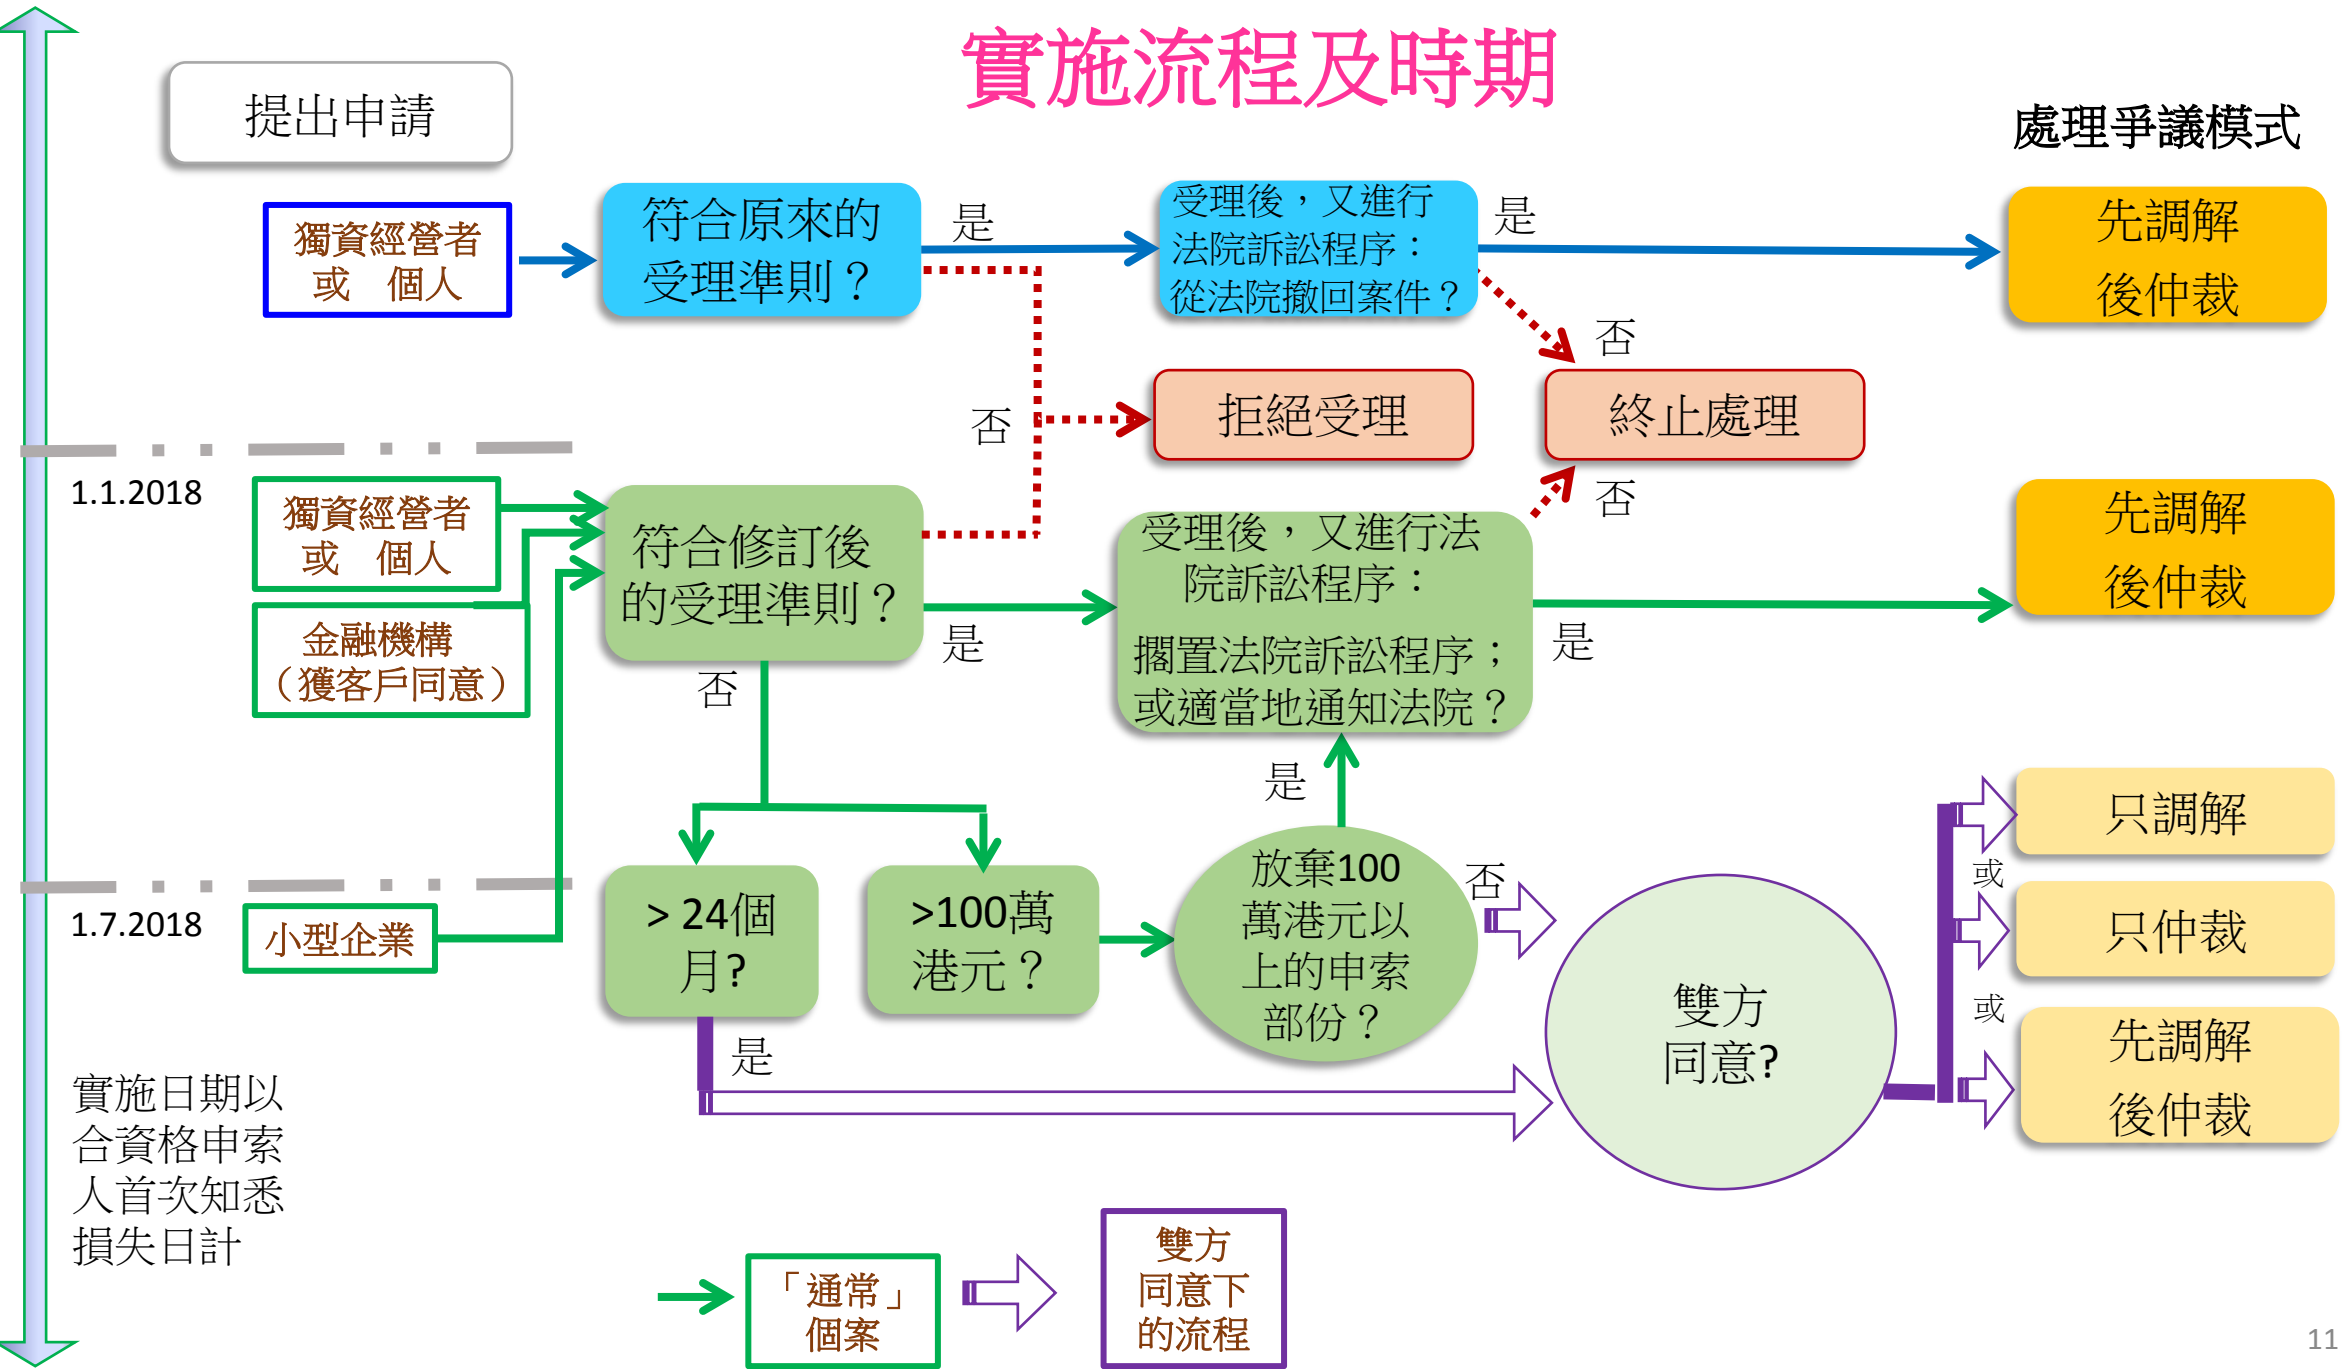 實施流程及時期
提出申請
處理爭議模式
獨資經營者
或 個人
符合原來的
受理準則？
是
受理後，又進行
法院訴訟程序：
從法院撤回案件？
是
先調解
後仲裁
否
否
拒絕受理
終止處理
1.1.2018
獨資經營者
或 個人
金融機構
（獲客戶同意）
符合修訂後
的受理準則？
是
否
受理後，又進行法
院訴訟程序：
擱置法院訴訟程序；
或適當地通知法院？
否
是
先調解
後仲裁
是
1.7.2018
小型企業
> 24個
月?
>100萬
港元？
放棄100
萬港元以
上的申索
部份？
否
是
雙方
同意?
只調解
或
只仲裁
或
先調解
後仲裁
實施日期以
合資格申索
人首次知悉
損失日計
「通常」
個案
雙方
同意下
的流程
11